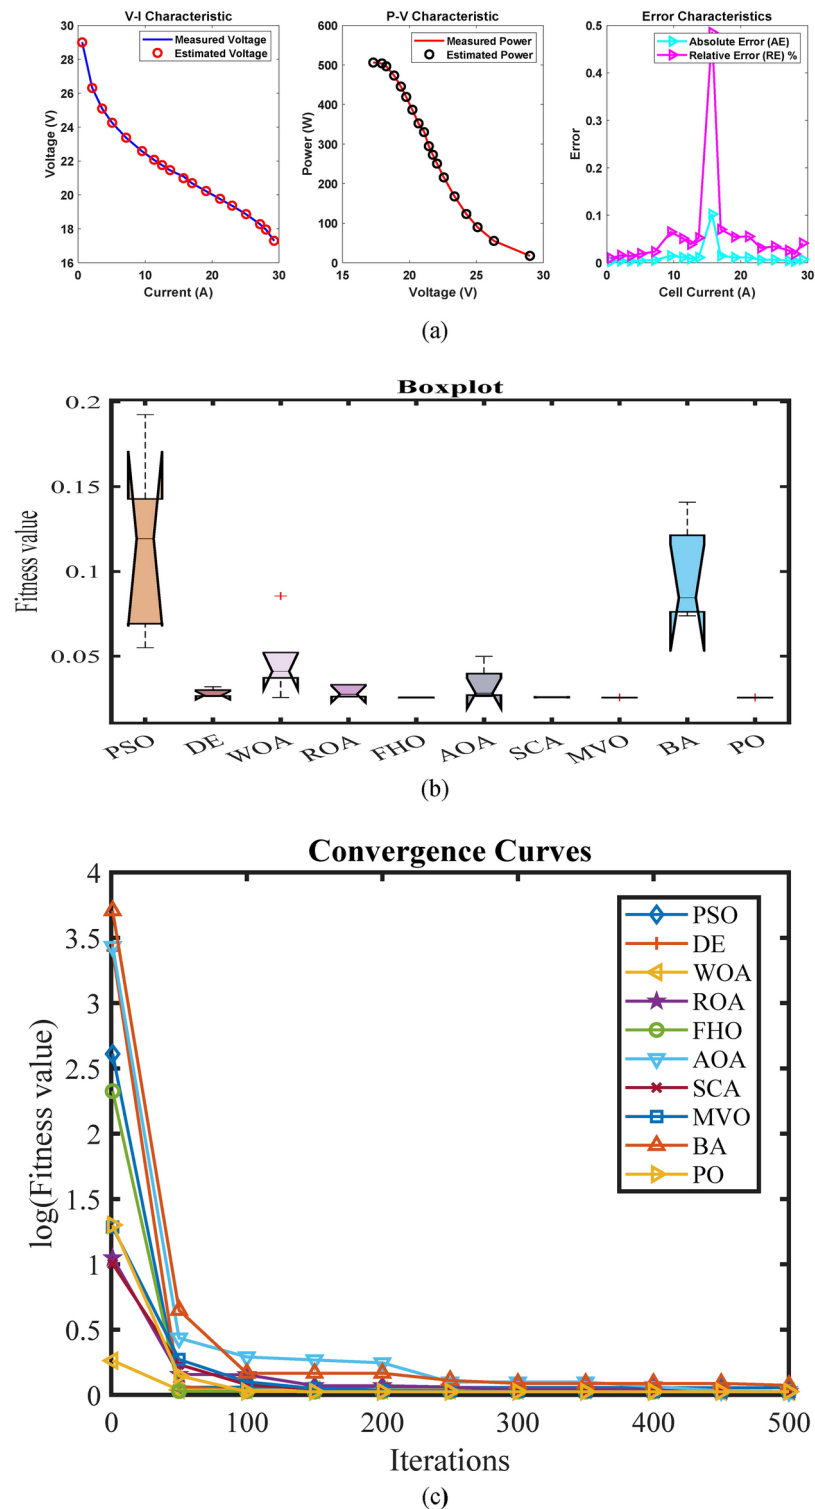 V-I Characteristic
Measured Voltage
Estimated Voltage
30
28
26
24
22
20
18
16
Voltage (V)
0
10
20
30
Current (A)
P-V Characteristic
Measured Power
Estimated Power
600
500
400
300
200
100
0
Power (W)
15
20
25
30
Voltage (V)
Error Characteristics
Absolute Error (AE)
Relative Error (RE) %
0.5
0.4
0.3
0.2
0.1
0
Error
0
10
20
30
Cell Current (A)
(a)
Boxplot
0.2
0.15
0.1
0.05
Fitness value
PSO
DE
WOA
ROA
FHO
AOA
SCA
MVO
BA
PO
(b)
Convergence Curves
4
3.5
3
2.5
2
1.5
1
0.5
0
log(Fitness value)
PSO
DE
WOA
ROA
FHO
AOA
SCA
MVO
BA
PO
0
100
200
300
400
500
Iterations
(c)